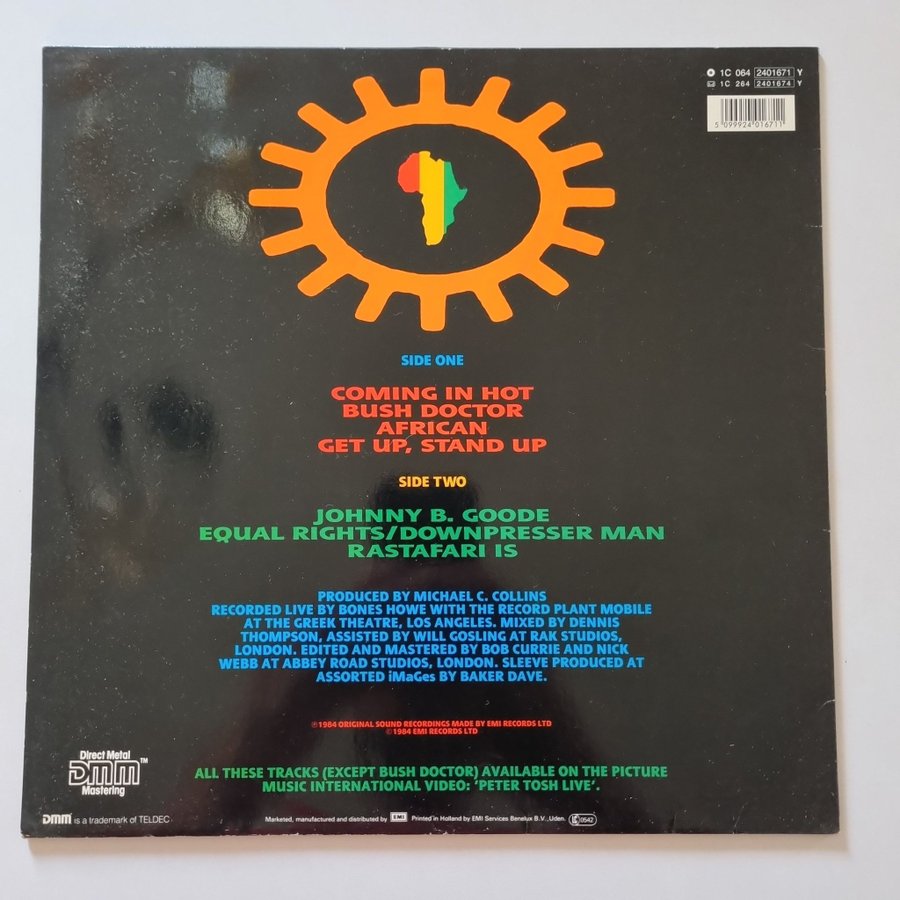 1C 064 2401671 Y
1C 264 2401674 Y
5 099924 016711
SIDE ONE
COMING IN HOT
BUSH DOCTOR
AFRICAN
GET UP, STAND UP
SIDE TWO
JOHNNY B. GOODE
EQUAL RIGHTS/DOWNPRESSER MAN
RASTAFARI IS
PRODUCED BY MICHAEL C. COLLINS
RECORDED LIVE BY BONES HOWE WITH THE RECORD PLANT MOBILE
AT THE GREEK THEATRE, LOS ANGELES. MIXED BY DENNIS
THOMPSON, ASSISTED BY WILL GOSLING AT RAK STUDIOS,
LONDON. EDITED AND MASTERED BY BOB CURRIE AND NICK
WEBB AT ABBEY ROAD STUDIOS, LONDON. SLEEVE PRODUCED AT
ASSORTED iMaGes BY BAKER DAVE.
℗1984 ORIGINAL SOUND RECORDINGS MADE BY EMI RECORDS LTD
©1984 EMI RECORDS LTD
Direct Metal
DMM™
Mastering
ALL THESE TRACKS (EXCEPT BUSH DOCTOR) AVAILABLE ON THE PICTURE
MUSIC INTERNATIONAL VIDEO: ‘PETER TOSH LIVE’.
DMM is a trademark of TELDEC
Marketed, manufactured and distributed by EMI Printed in Holland by EMI Services Benelux B.V., Uden. LC 0542